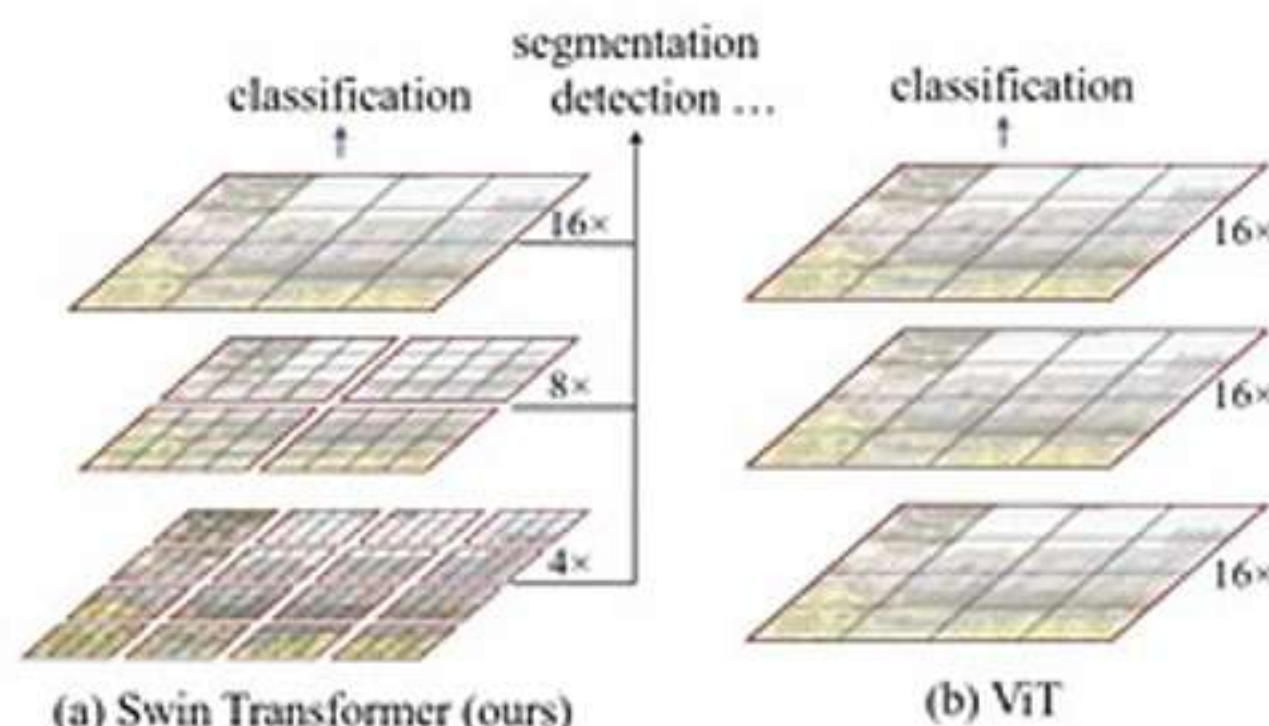 segmentation
detection ...
classification
16×
8×
4×
(a) Swin Transformer (ours)
classification
16×
16×
16×
(b) ViT